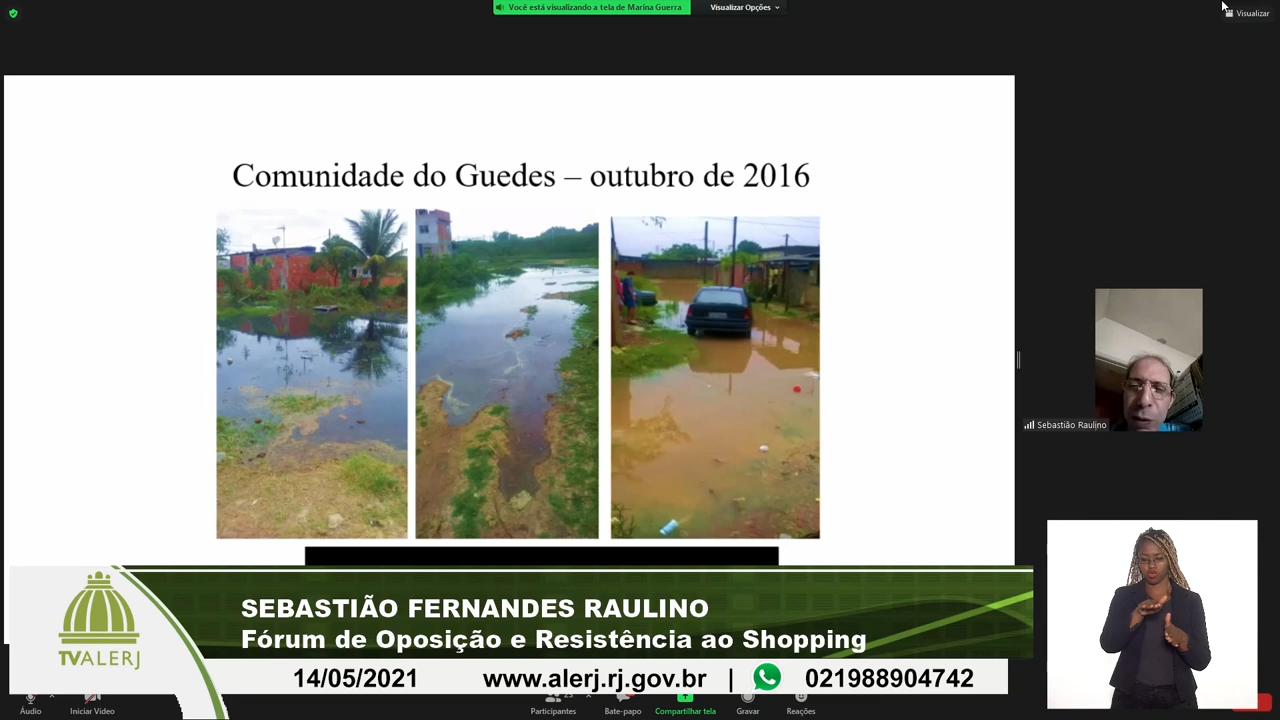 Você está visualizando a tela de Marina Guerra
Visualizar Opções
Visualizar
Comunidade do Guedes – outubro de 2016
Sebastião Raulino
SEBASTIÃO FERNANDES RAULINO
Fórum de Oposição e Resistência ao Shopping
TVALERJ
14/05/2021 www.alerj.rj.gov.br | 021988904742
Áudio
Iniciar Vídeo
Participantes
Bate-papo
Compartilhar tela
Gravar
Reações